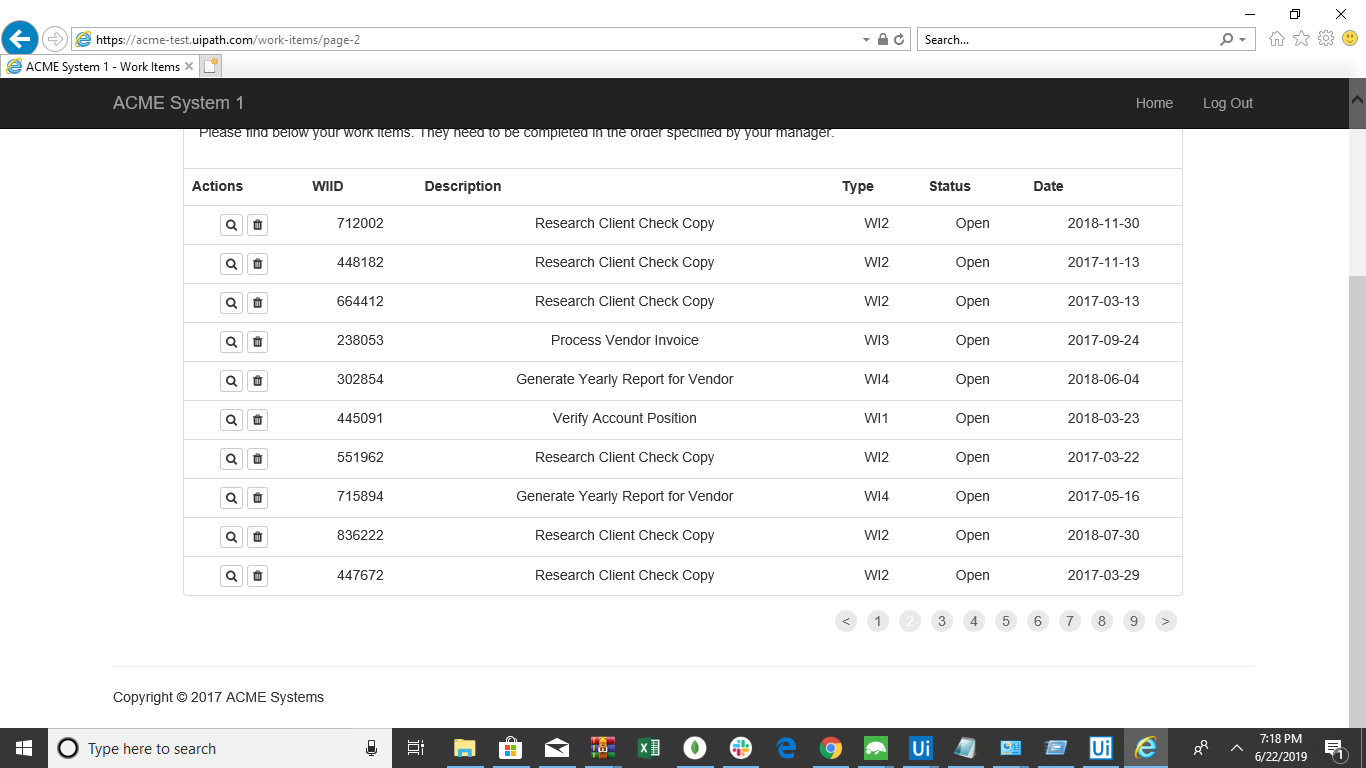 https://acme-test.uipath.com/work-items/page-2
Search...
ACME System 1 - Work Items
ACME System 1 Home Log Out
Please find below your work items. They need to be completed in the order specified by your manager.
Actions WIID Description Type Status Date
712002 Research Client Check Copy WI2 Open 2018-11-30
448182 Research Client Check Copy WI2 Open 2017-11-13
664412 Research Client Check Copy WI2 Open 2017-03-13
238053 Process Vendor Invoice WI3 Open 2017-09-24
302854 Generate Yearly Report for Vendor WI4 Open 2018-06-04
445091 Verify Account Position WI1 Open 2018-03-23
551962 Research Client Check Copy WI2 Open 2017-03-22
715894 Generate Yearly Report for Vendor WI4 Open 2017-05-16
836222 Research Client Check Copy WI2 Open 2018-07-30
447672 Research Client Check Copy WI2 Open 2017-03-29
< 1 2 3 4 5 6 7 8 9 >
Copyright © 2017 ACME Systems
Type here to search
Ui
Ui
7:18 PM
6/22/2019
1